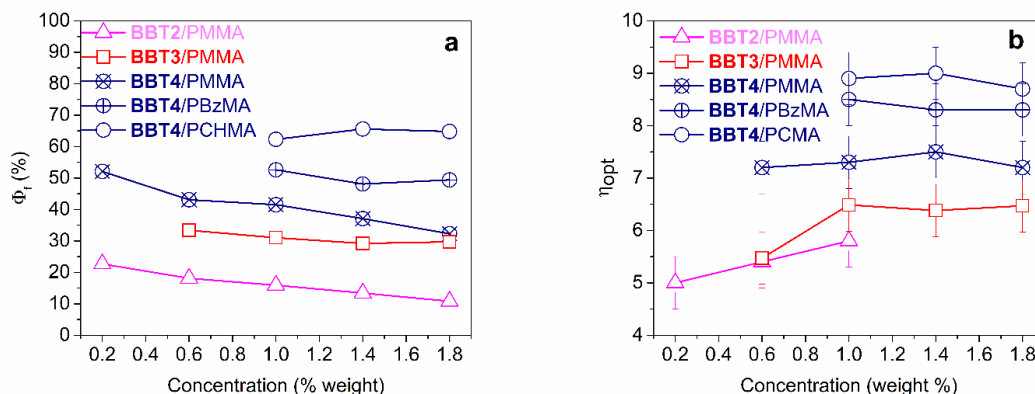 a
BBT2/PMMA
BBT3/PMMA
BBT4/PMMA
BBT4/PBzMA
BBT4/PCHMA
100
90
80
70
60
50
40
30
20
10
0
Φf (%)
0.2 0.4 0.6 0.8 1.0 1.2 1.4 1.6 1.8
Concentration (% weight)
b
BBT2/PMMA
BBT3/PMMA
BBT4/PMMA
BBT4/PBzMA
BBT4/PCMA
10
9
8
7
6
5
4
ηopt
0.2 0.4 0.6 0.8 1.0 1.2 1.4 1.6 1.8
Concentration (weight %)